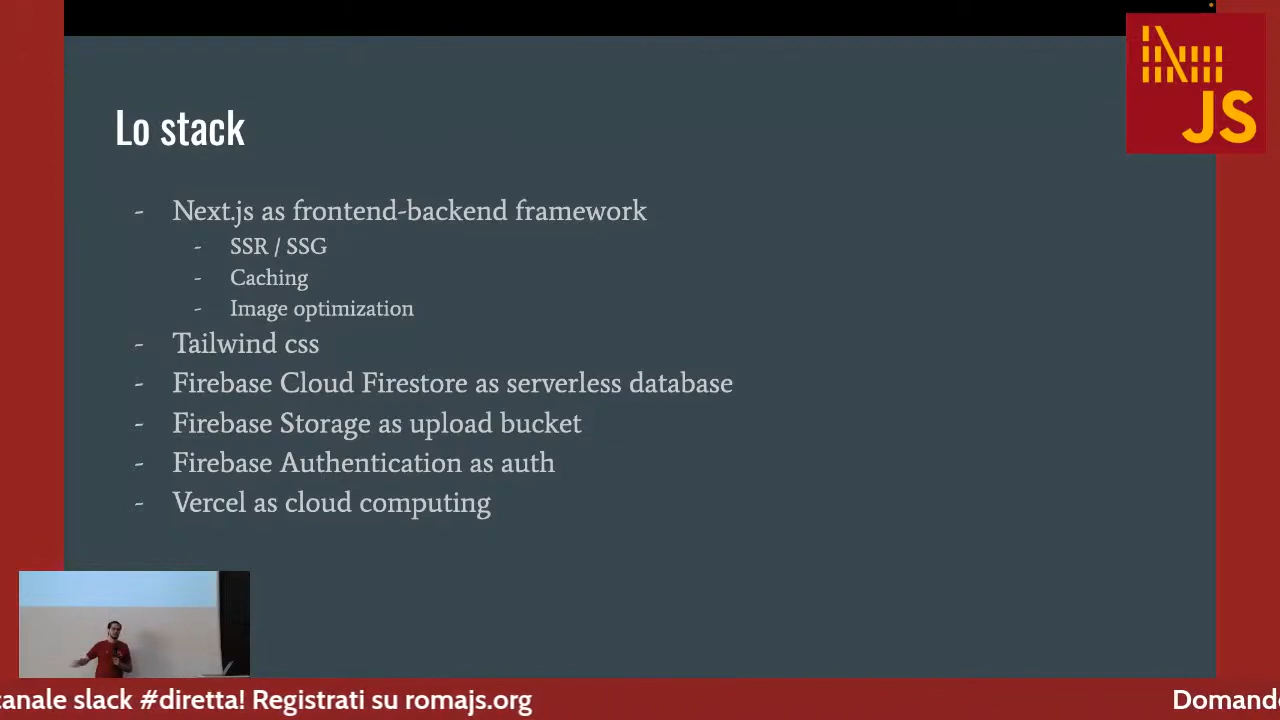 JS
Lo stack
- Next.js as frontend-backend framework
- SSR / SSG
- Caching
- Image optimization
- Tailwind css
- Firebase Cloud Firestore as serverless database
- Firebase Storage as upload bucket
- Firebase Authentication as auth
- Vercel as cloud computing
canale slack #diretta! Registrati su romajs.org
Domand